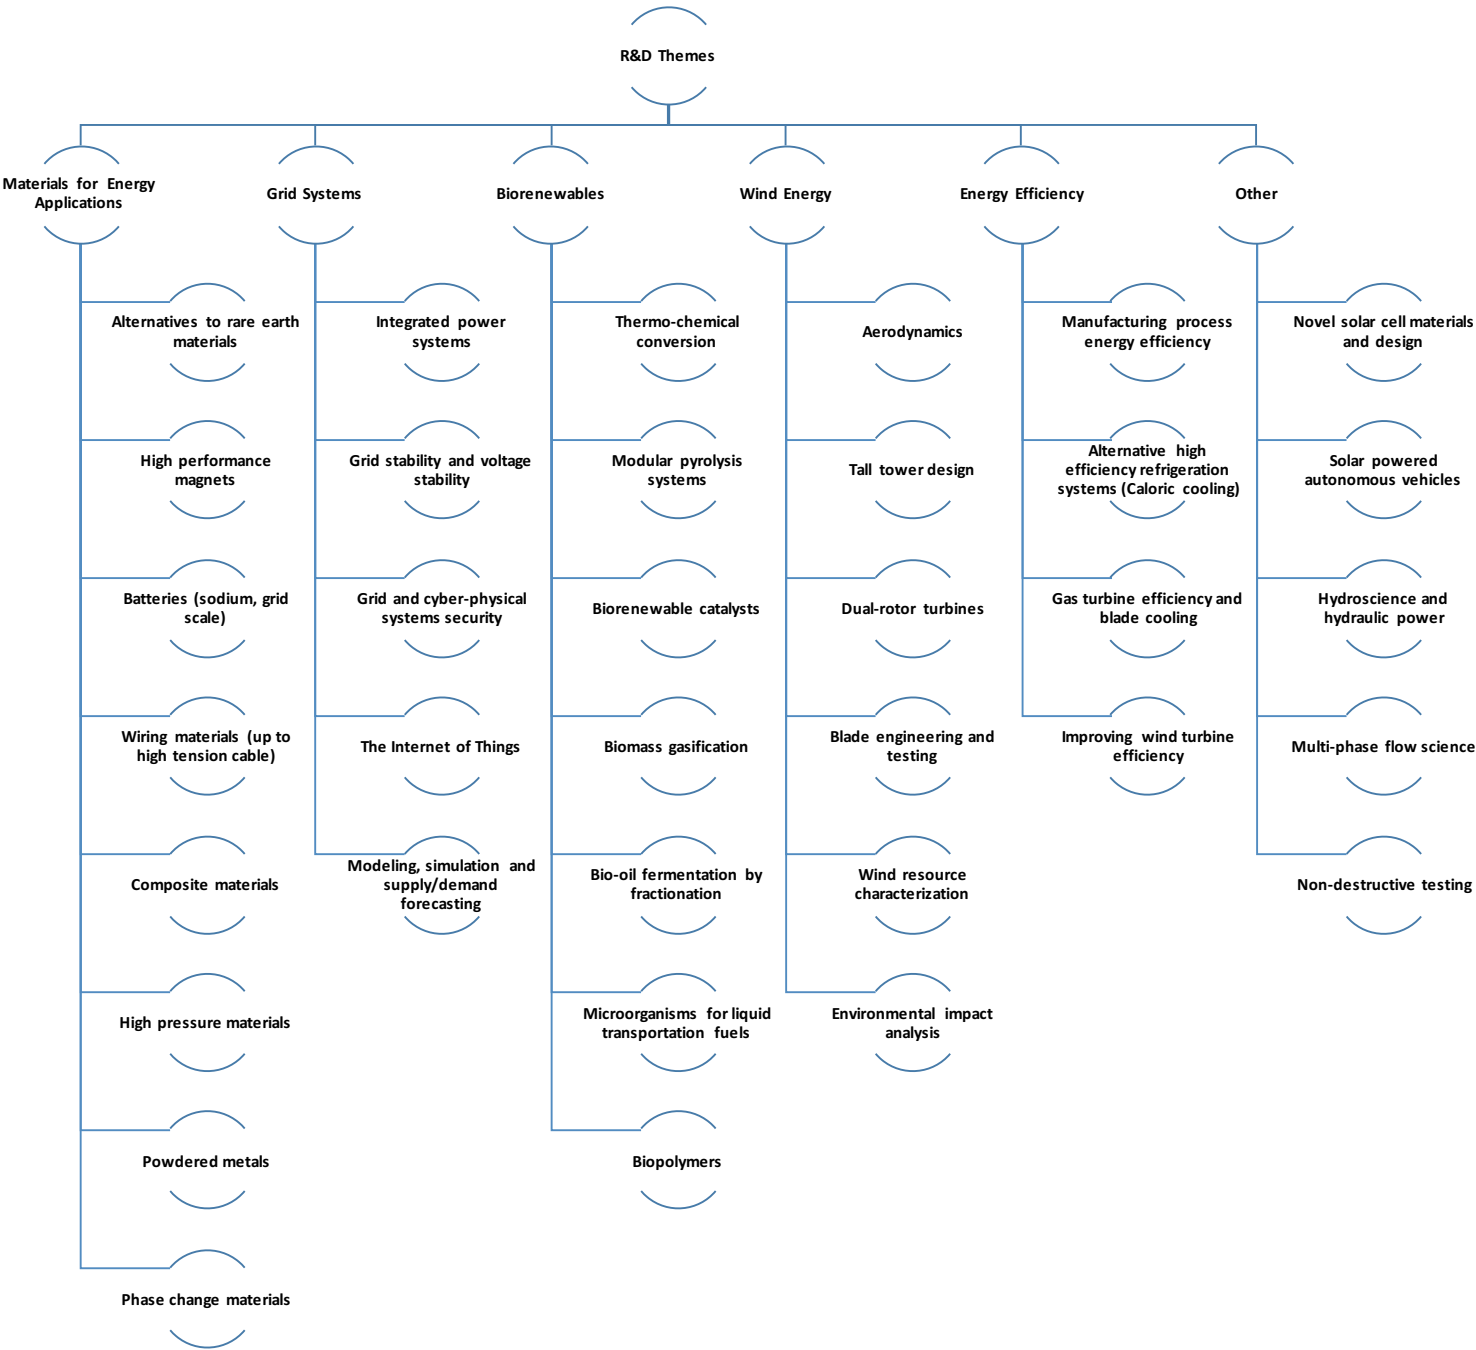 R&D Themes
Materials for Energy
Applications
Grid Systems
Biorenewables
Wind Energy
Energy Efficiency
Other
Alternatives to rare earth
materials
High performance
magnets
Batteries (sodium, grid
scale)
Wiring materials (up to
high tension cable)
Composite materials
High pressure materials
Powdered metals
Phase change materials
Integrated power
systems
Grid stability and voltage
stability
Grid and cyber-physical
systems security
The Internet of Things
Modeling, simulation and
supply/demand
forecasting
Thermo-chemical
conversion
Modular pyrolysis
systems
Biorenewable catalysts
Biomass gasification
Bio-oil fermentation by
fractionation
Microorganisms for liquid
transportation fuels
Biopolymers
Aerodynamics
Tall tower design
Dual-rotor turbines
Blade engineering and
testing
Wind resource
characterization
Environmental impact
analysis
Manufacturing process
energy efficiency
Alternative high
efficiency refrigeration
systems (Caloric cooling)
Gas turbine efficiency and
blade cooling
Improving wind turbine
efficiency
Novel solar cell materials
and design
Solar powered
autonomous vehicles
Hydroscience and
hydraulic power
Multi-phase flow science
Non-destructive testing